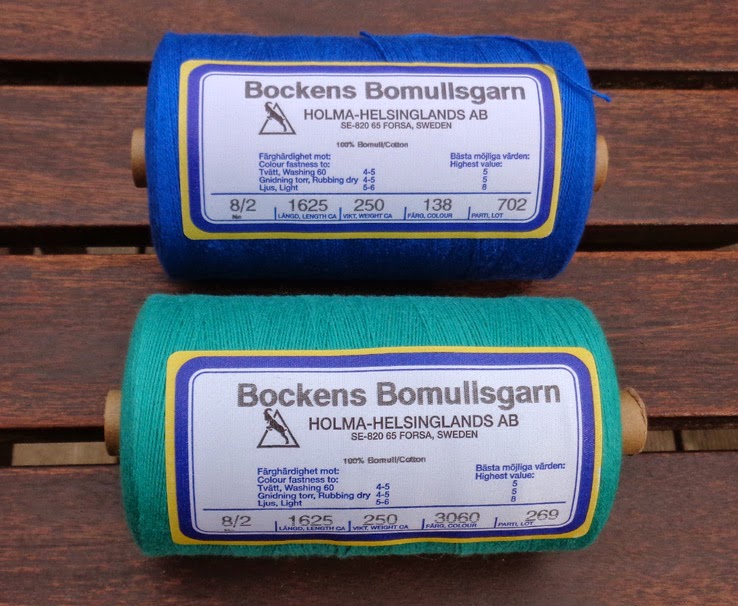 Bockens Bomullsgarn
HOLMA-HELSINGLANDS AB
SE-820 65 FORSA, SWEDEN
100% Bomull/Cotton
Färghärdighet mot: Bästa möjliga värden:
Colour fastness to: Highest value:
Tvätt, Washing 60 4-5 5
Gnidning torr, Rubbing dry 4-5 5
Ljus, Light 5-6 8
8/2 1625 250 138 702
Nm LÄNGD, LENGTH CA VIKT, WEIGHT CA FÄRG, COLOUR PARTI, LOT
Bockens Bomullsgarn
HOLMA-HELSINGLANDS AB
SE-820 65 FORSA, SWEDEN
100% Bomull/Cotton
Färghärdighet mot: Bästa möjliga värden:
Colour fastness to: Highest value:
Tvätt, Washing 60 4-5 5
Gnidning torr, Rubbing dry 4-5 5
Ljus, Light 5-6 8
8/2 1625 250 3060 269
LÄNGD, LENGTH CA VIKT, WEIGHT CA FÄRG, COLOUR PARTI, LOT